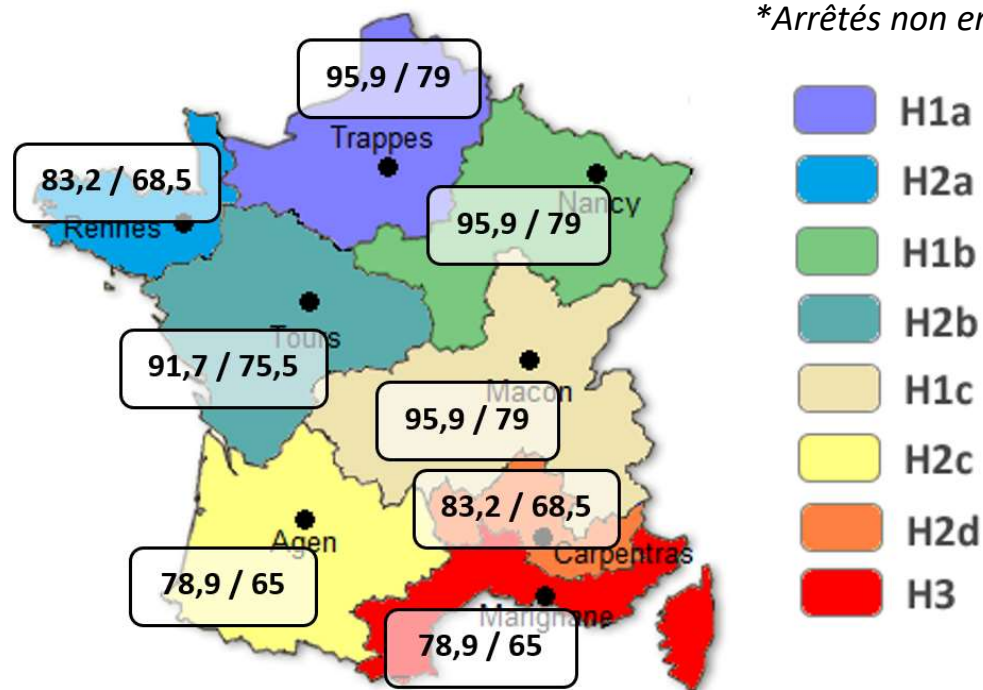 *Arrêtés non
95,9 / 79
Trappes
83,2 / 68,5
Rennes
Nancy
95,9 / 79
Tours
91,7 / 75,5
Macon
95,9 / 79
83,2 / 68,5
Agen
Carpentras
78,9 / 65
Marignane
78,9 / 65
H1a
H2a
H1b
H2b
H1c
H2c
H2d
H3